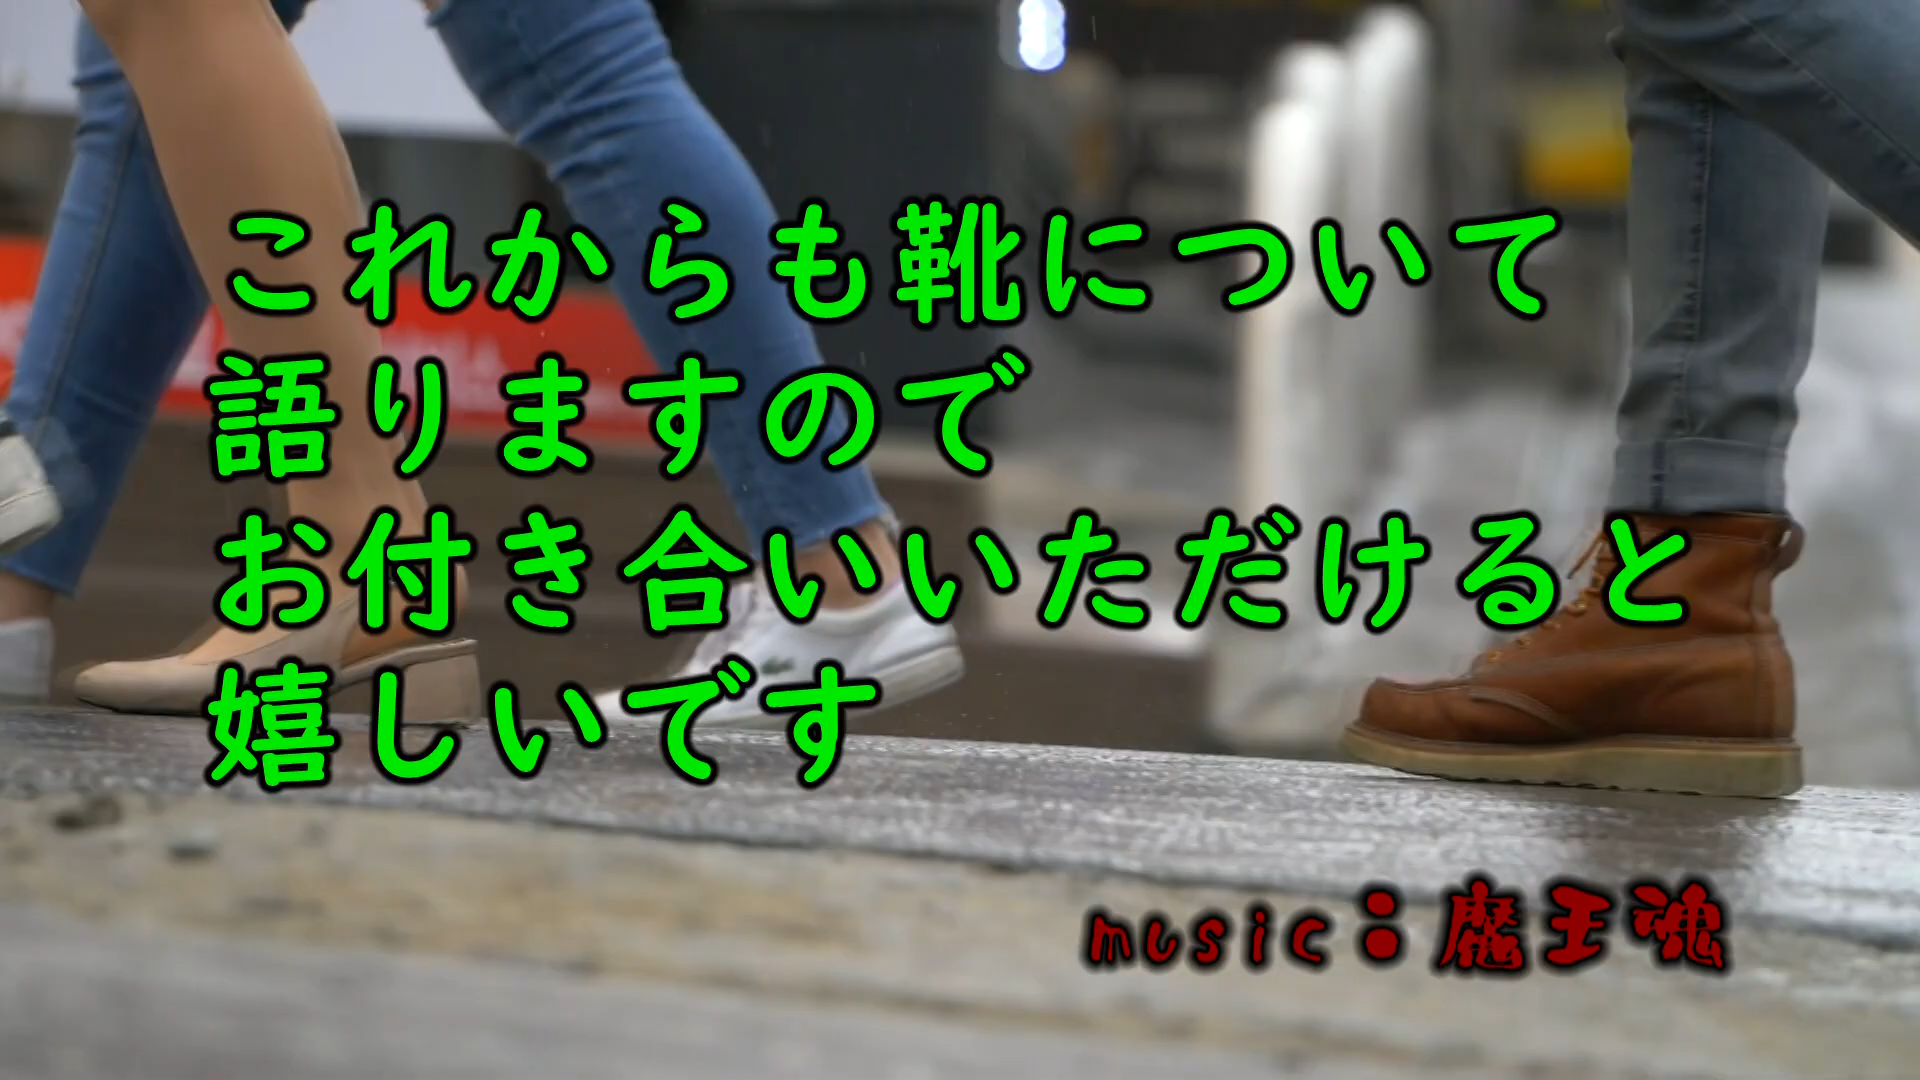 これからも靴について
語りますので
お付き合いいただけると
嬉しいです
music：魔王魂